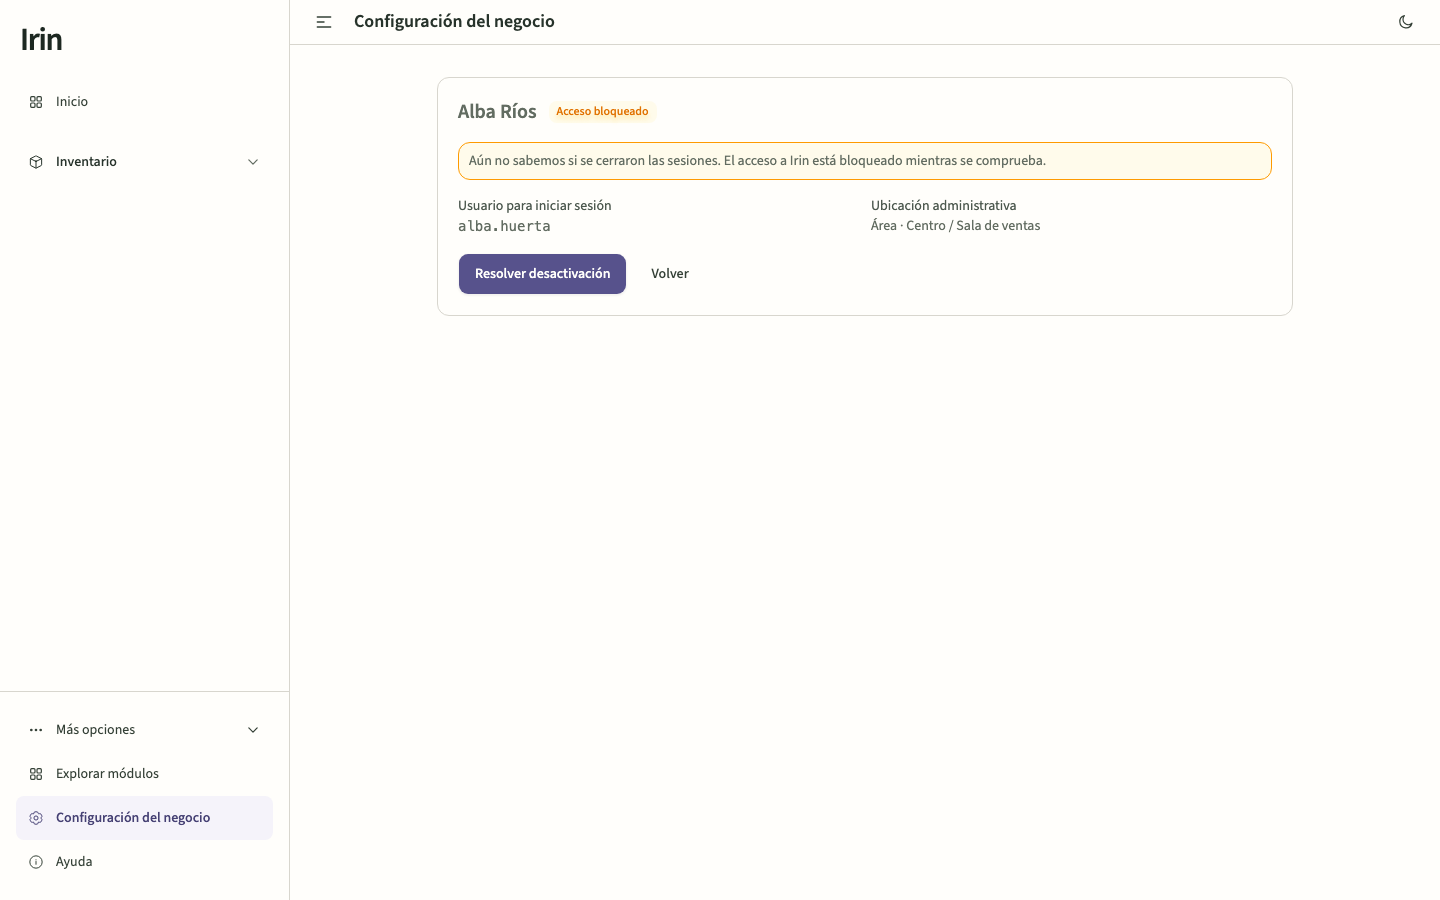 Irin
Inicio
Inventario
Más opciones
Explorar módulos
Configuración del negocio
Ayuda
Configuración del negocio
Alba Ríos
Acceso bloqueado
Aún no sabemos si se cerraron las sesiones. El acceso a Irin está bloqueado mientras se comprueba.
Usuario para iniciar sesión
alba.huerta
Ubicación administrativa
Área · Centro / Sala de ventas
Resolver desactivación
Volver